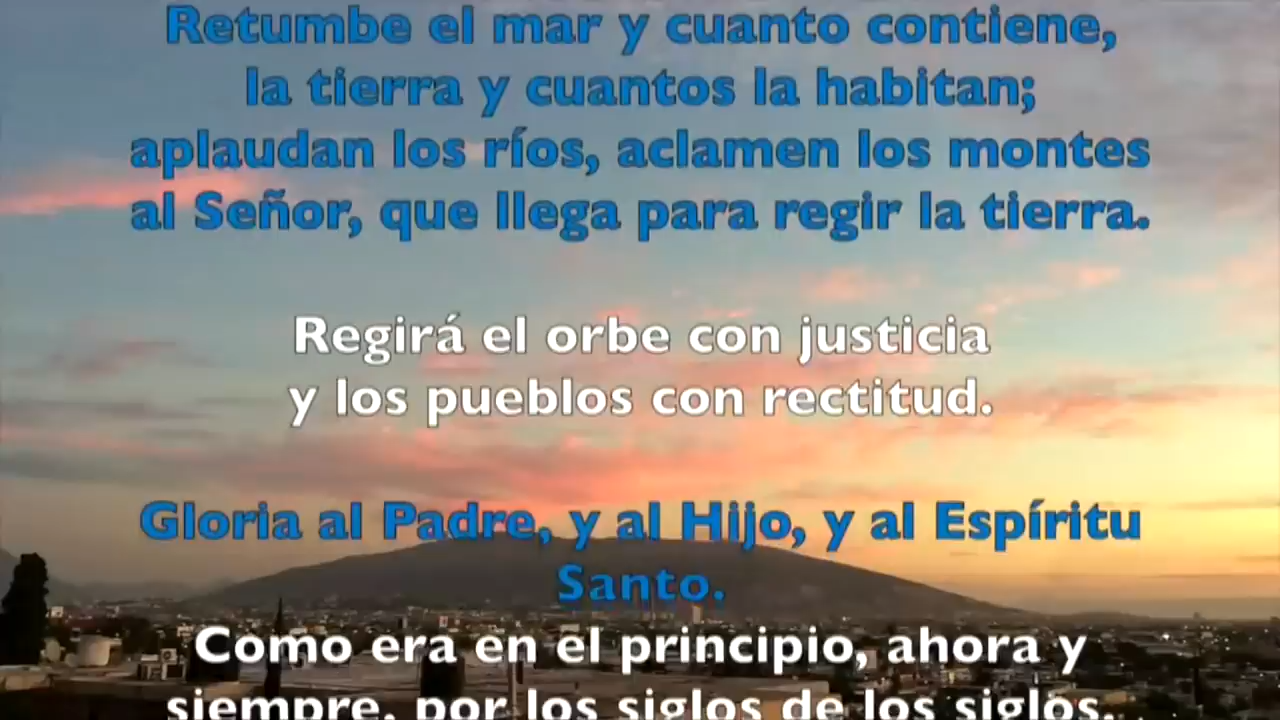 Retumbe el mar y cuanto contiene,
la tierra y cuantos la habitan;
aplaudan los ríos, aclamen los montes
al Señor, que llega para regir la tierra.
Regirá el orbe con justicia
y los pueblos con rectitud.
Gloria al Padre, y al Hijo, y al Espíritu
Santo.
Como era en el principio, ahora y
siempre, por los siglos de los siglos.